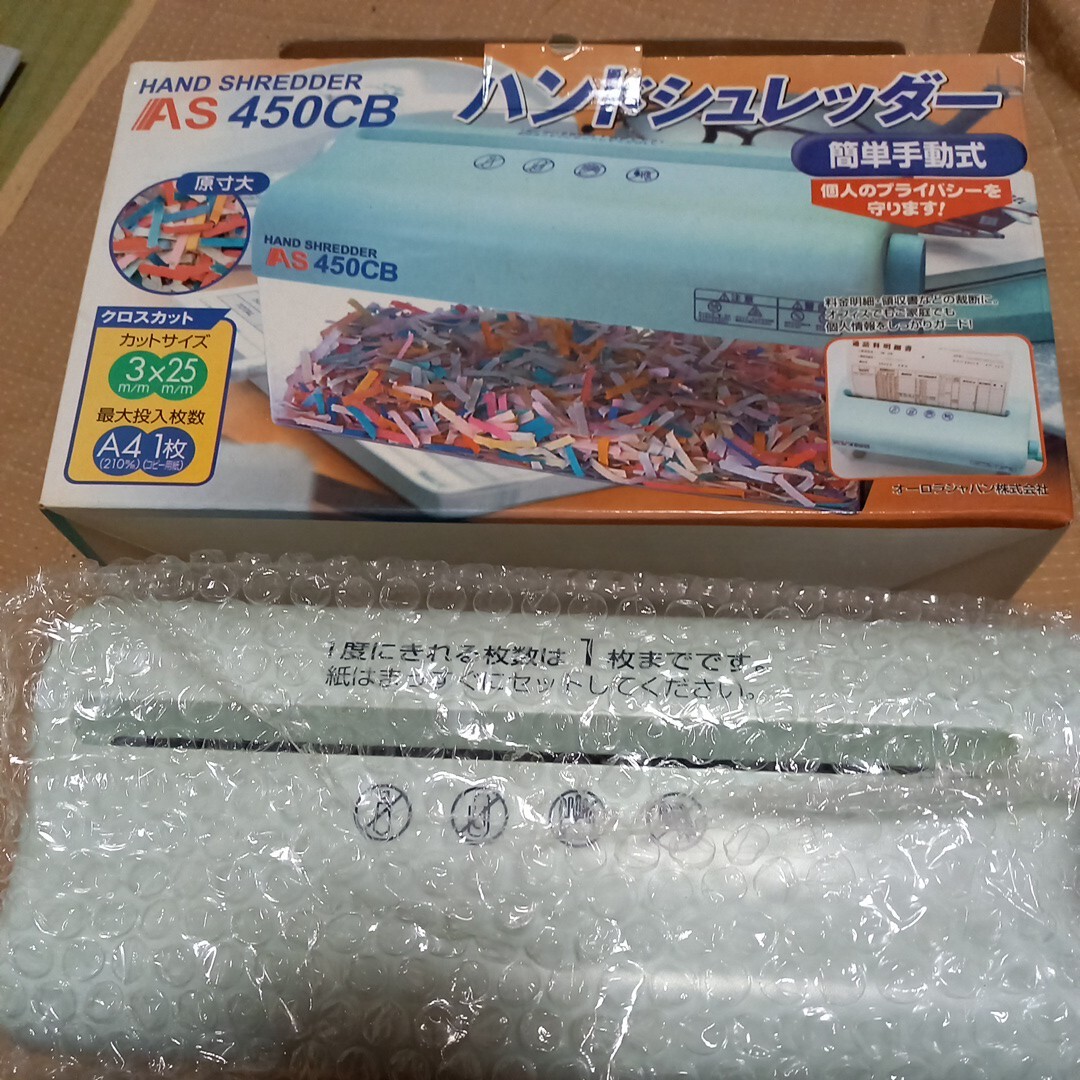 HAND SHREDDER
AS 450CB
ハンドシュレッダー
簡単手動式
個人のプライバシーを
守ります!
原寸大
HAND SHREDDER
AS 450CB
クロスカット
カットサイズ
3×25
m/m m/m
最大投入枚数
A4 1枚
(コピー用紙)
料金明細・領収書などの裁断に。
オフィスでもご家庭でも
個人情報をしっかりガード!
オーロラジャパン株式会社
1度にきれる枚数は1枚までです。
紙はまっすぐにセットしてください。